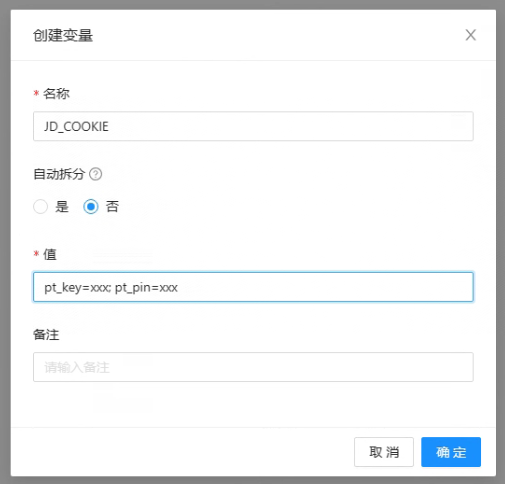 创建变量
* 名称
JD_COOKIE
自动拆分
是 否
* 值
pt_key=xxx; pt_pin=xxx
备注
请输入备注
取 消 确 定